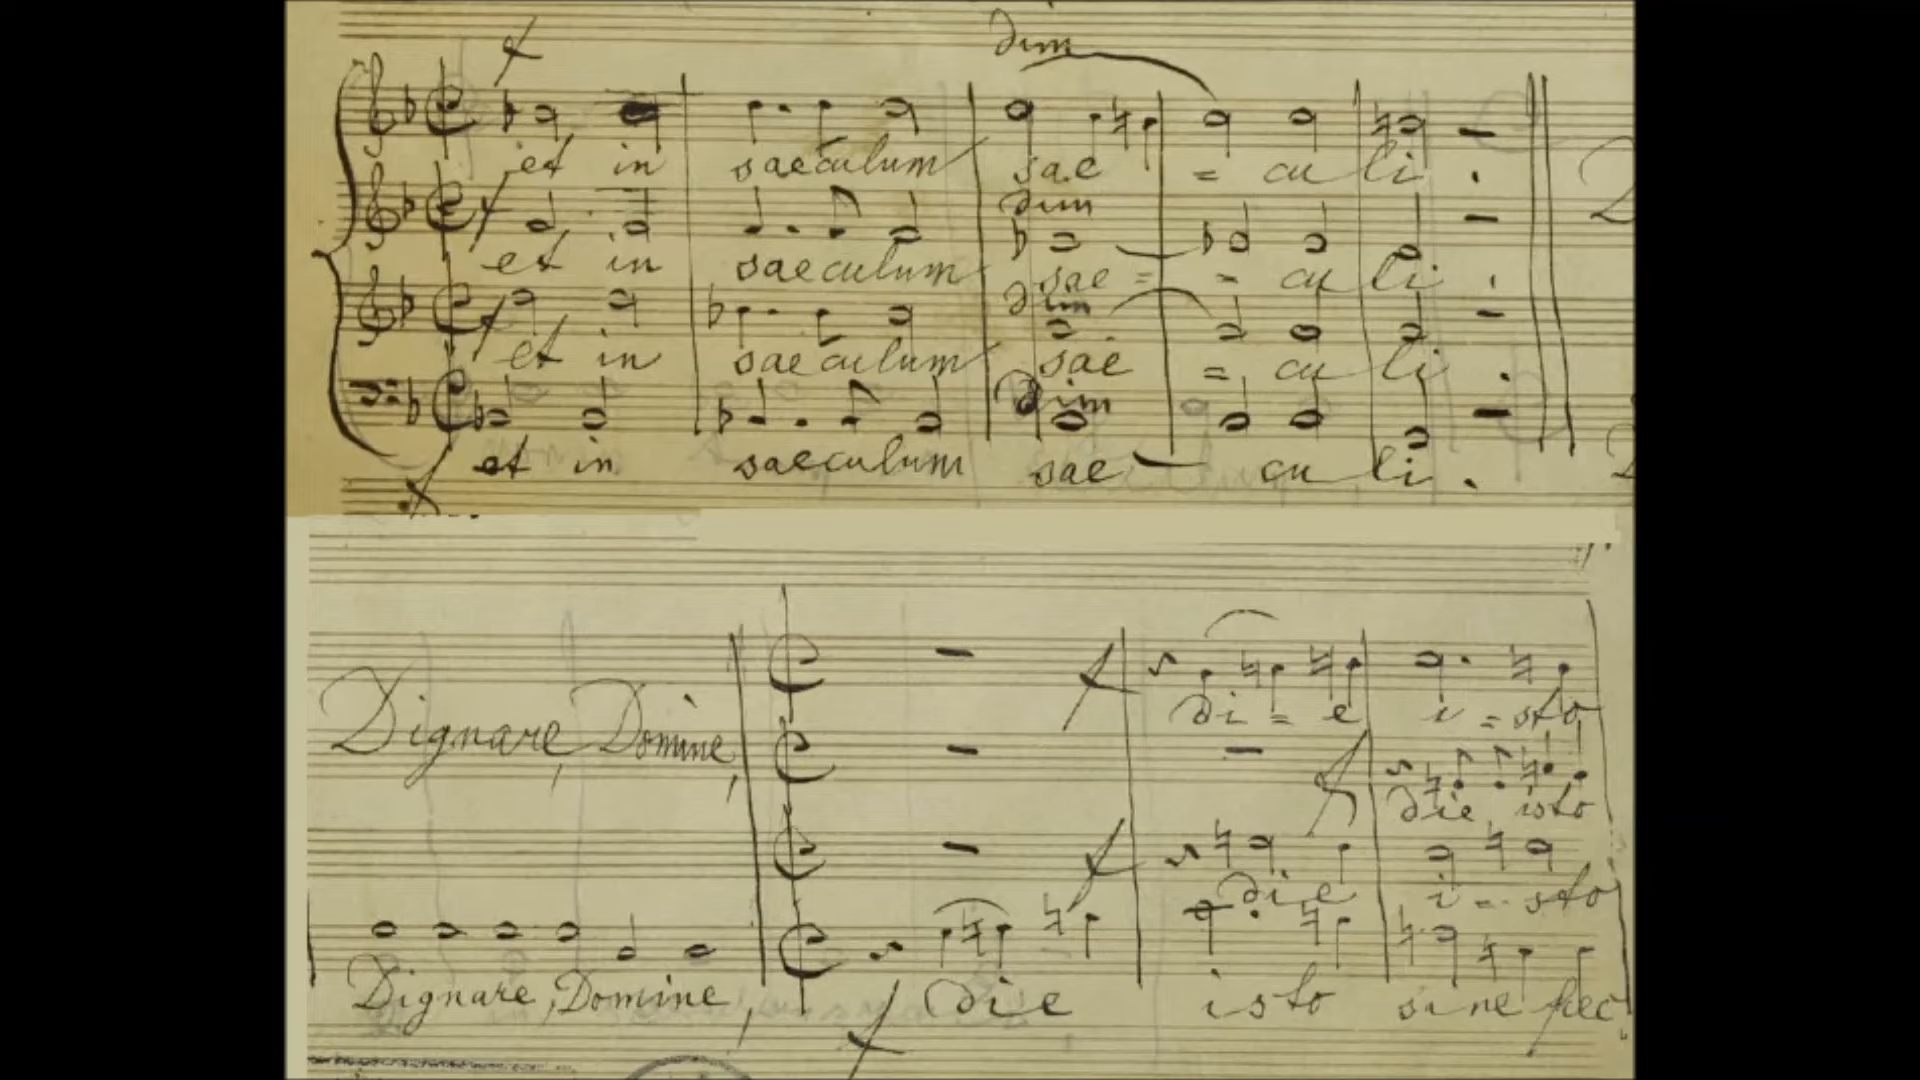 f
dim
et in saeculum sae = cu li.
f
dim
et in saeculum sae = - cu li.
f
dim
et in saeculum sae = cu li.
dim
et in saeculum sae — cu li.
f
f
di = e i = sto
Dignare, Domine,
f
die isto
f
die i = sto
Dignare, Domine, die isto sine pec
f